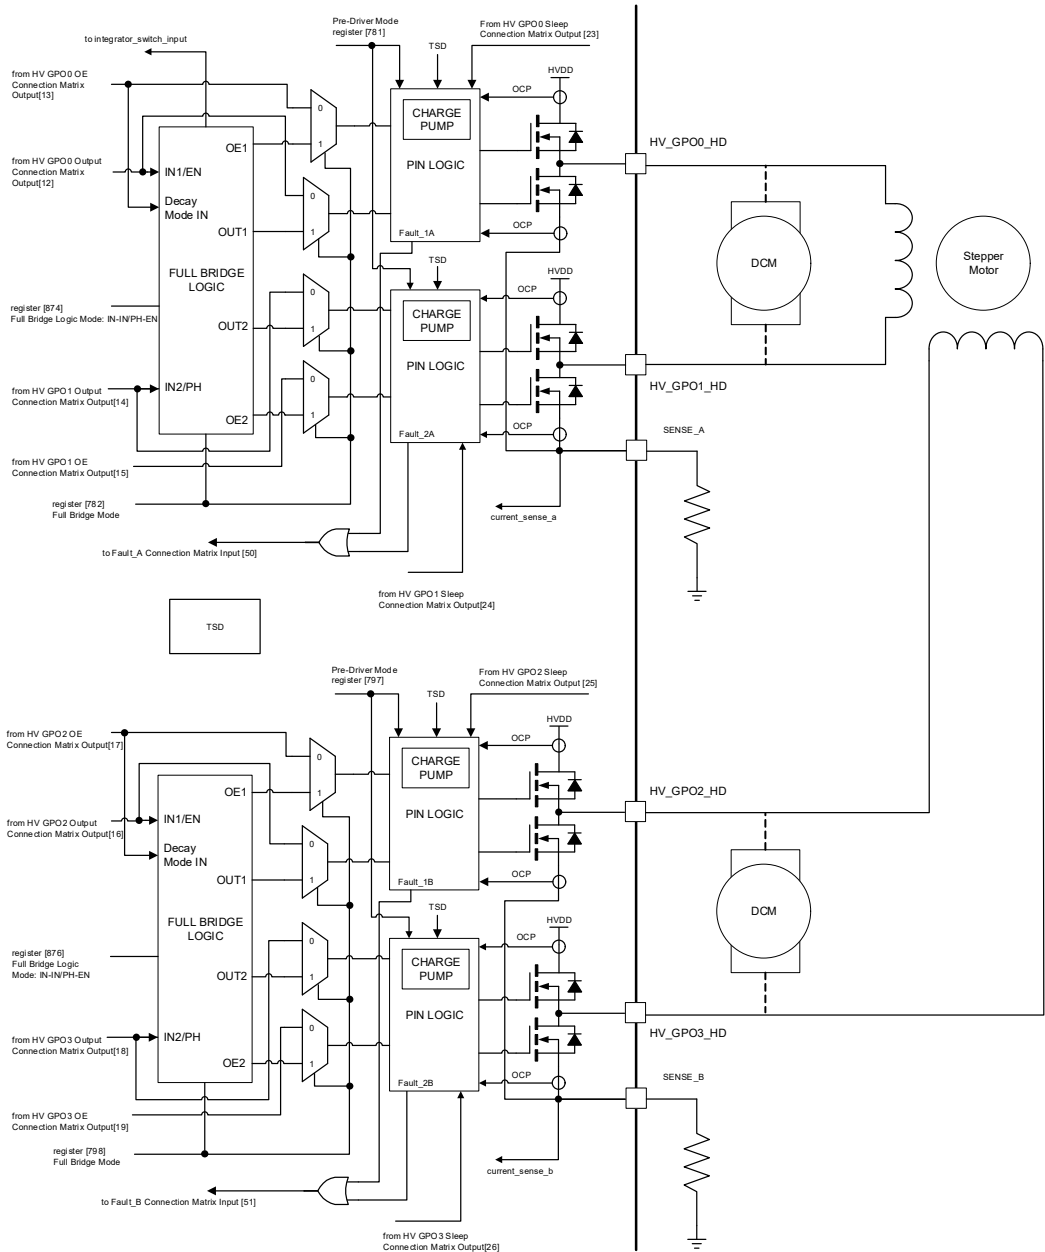 Pre-Driver Mode
register [781]
From HV GPO0 Sleep
Connection Matrix Output [23]
to integrator_switch_input
TSD
HVDD
from HV GPO0 OE
Connection Matrix
Output[13]
OCP
0
1
CHARGE
PUMP
PIN LOGIC
HV_GPO0_HD
OE1
from HV GPO0 Output
Connection Matrix
Output[12]
IN1/EN
Decay
Mode IN
0
1
OUT1
Fault_1A
OCP
DCM
Stepper
Motor
TSD
HVDD
FULL BRIDGE
LOGIC
0
1
OCP
CHARGE
PUMP
PIN LOGIC
register [874]
Full Bridge Logic Mode: IN-IN/PH-EN
OUT2
HV_GPO1_HD
from HV GPO1 Output
Connection Matrix Output[14]
IN2/PH
0
1
OE2
Fault_2A
OCP
SENSE_A
from HV GPO1 OE
Connection Matrix Output[15]
register [782]
Full Bridge Mode
current_sense_a
to Fault_A Connection Matrix Input [50]
from HV GPO1 Sleep
Connection Matrix Output[24]
TSD
Pre-Driver Mode
register [797]
From HV GPO2 Sleep
Connection Matrix Output [25]
TSD
HVDD
from HV GPO2 OE
Connection Matrix Output[17]
OCP
0
1
CHARGE
PUMP
PIN LOGIC
HV_GPO2_HD
OE1
from HV GPO2 Output
Connection Matrix Output[16]
IN1/EN
Decay
Mode IN
0
1
OUT1
Fault_1B
OCP
DCM
TSD
HVDD
FULL BRIDGE
LOGIC
0
1
OCP
CHARGE
PUMP
PIN LOGIC
register [876]
Full Bridge Logic
Mode: IN-IN/PH-EN
OUT2
HV_GPO3_HD
from HV GPO3 Output
Connection Matrix Output[18]
IN2/PH
0
1
OE2
Fault_2B
OCP
SENSE_B
from HV GPO3 OE
Connection Matrix Output[19]
register [798]
Full Bridge Mode
current_sense_b
to Fault_B Connection Matrix Input [51]
from HV GPO3 Sleep
Connection Matrix Output[26]